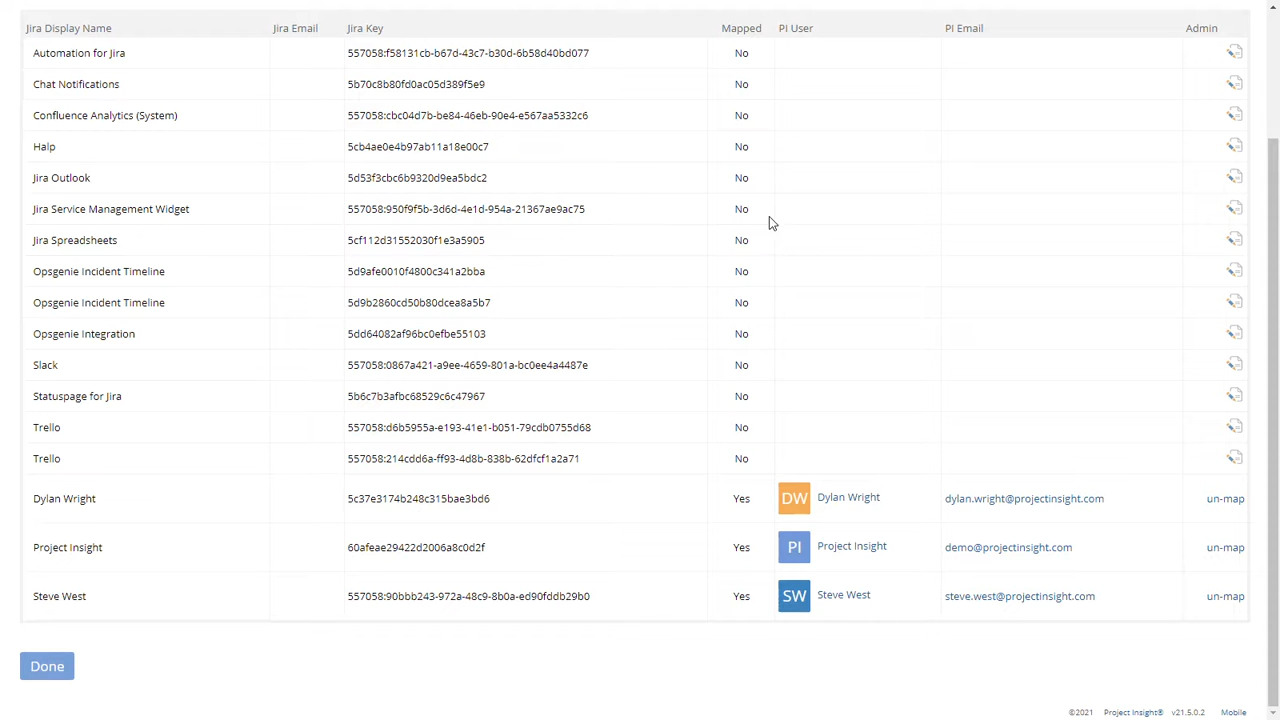 Jira Display Name Jira Email Jira Key Mapped PI User PI Email Admin
Automation for Jira 557058:f58131cb-b67d-43c7-b30d-6b58d40bd077 No
Chat Notifications 5b70c8b80fd0ac05d389f5e9 No
Confluence Analytics (System) 557058:cbc04d7b-be84-46eb-90e4-e567aa5332c6 No
Halp 5cb4ae0e4b97ab11a18e00c7 No
Jira Outlook 5d53f3cbc6b9320d9ea5bdc2 No
Jira Service Management Widget 557058:950f9f5b-3d6d-4e1d-954a-21367ae9ac75 No
Jira Spreadsheets 5cf112d31552030f1e3a5905 No
Opsgenie Incident Timeline 5d9afe0010f4800c341a2bba No
Opsgenie Incident Timeline 5d9b2860cd50b80dcea8a5b7 No
Opsgenie Integration 5dd64082af96bc0efbe55103 No
Slack 557058:0867a421-a9ee-4659-801a-bc0ee4a4487e No
Statuspage for Jira 5b6c7b3afbc68529c6c47967 No
Trello 557058:d6b5955a-e193-41e1-b051-79cdb0755d68 No
Trello 557058:214cdd6a-ff93-4d8b-838b-62dfcf1a2a71 No
Dylan Wright 5c37e3174b248c315bae3bd6 Yes DW Dylan Wright dylan.wright@projectinsight.com un-map
Project Insight 60afeae29422d2006a8c0d2f Yes PI Project Insight demo@projectinsight.com un-map
Steve West 557058:90bbb243-972a-48c9-8b0a-ed90fddb29b0 Yes SW Steve West steve.west@projectinsight.com un-map
Done
©2021 Project Insight® v21.5.0.2 Mobile